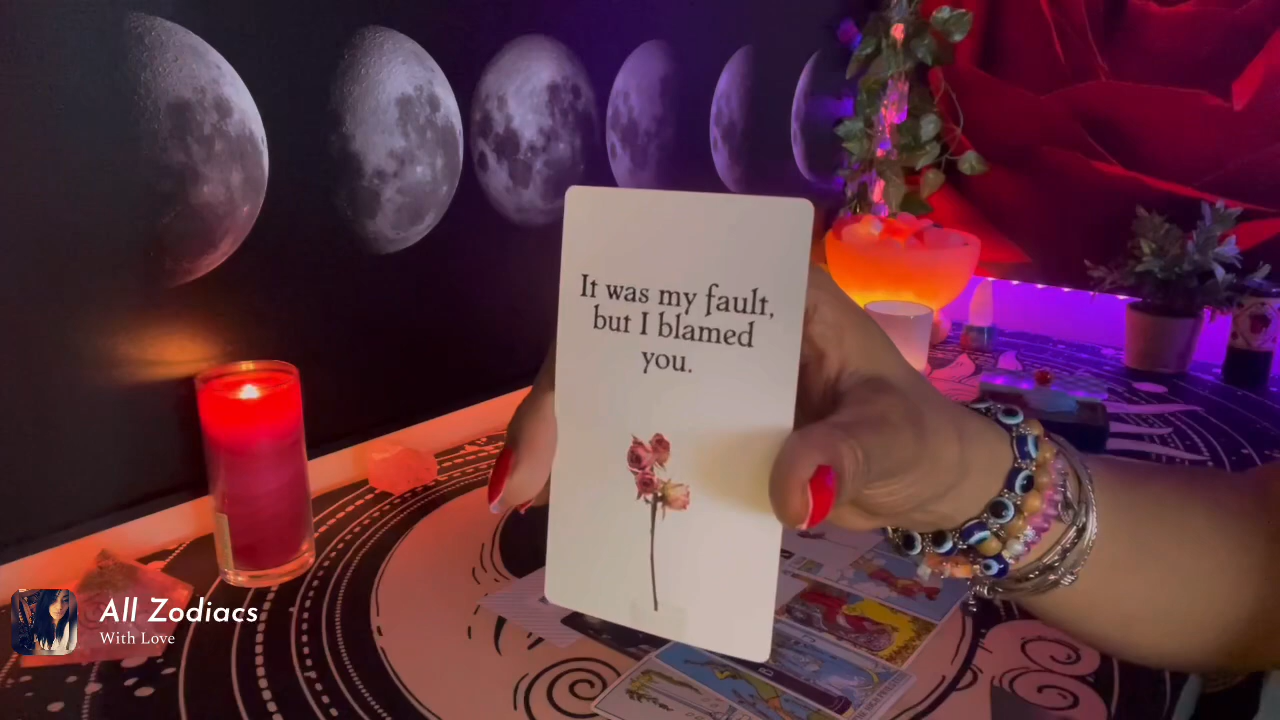 It was my fault,
but I blamed
you.
All Zodiacs
With Love